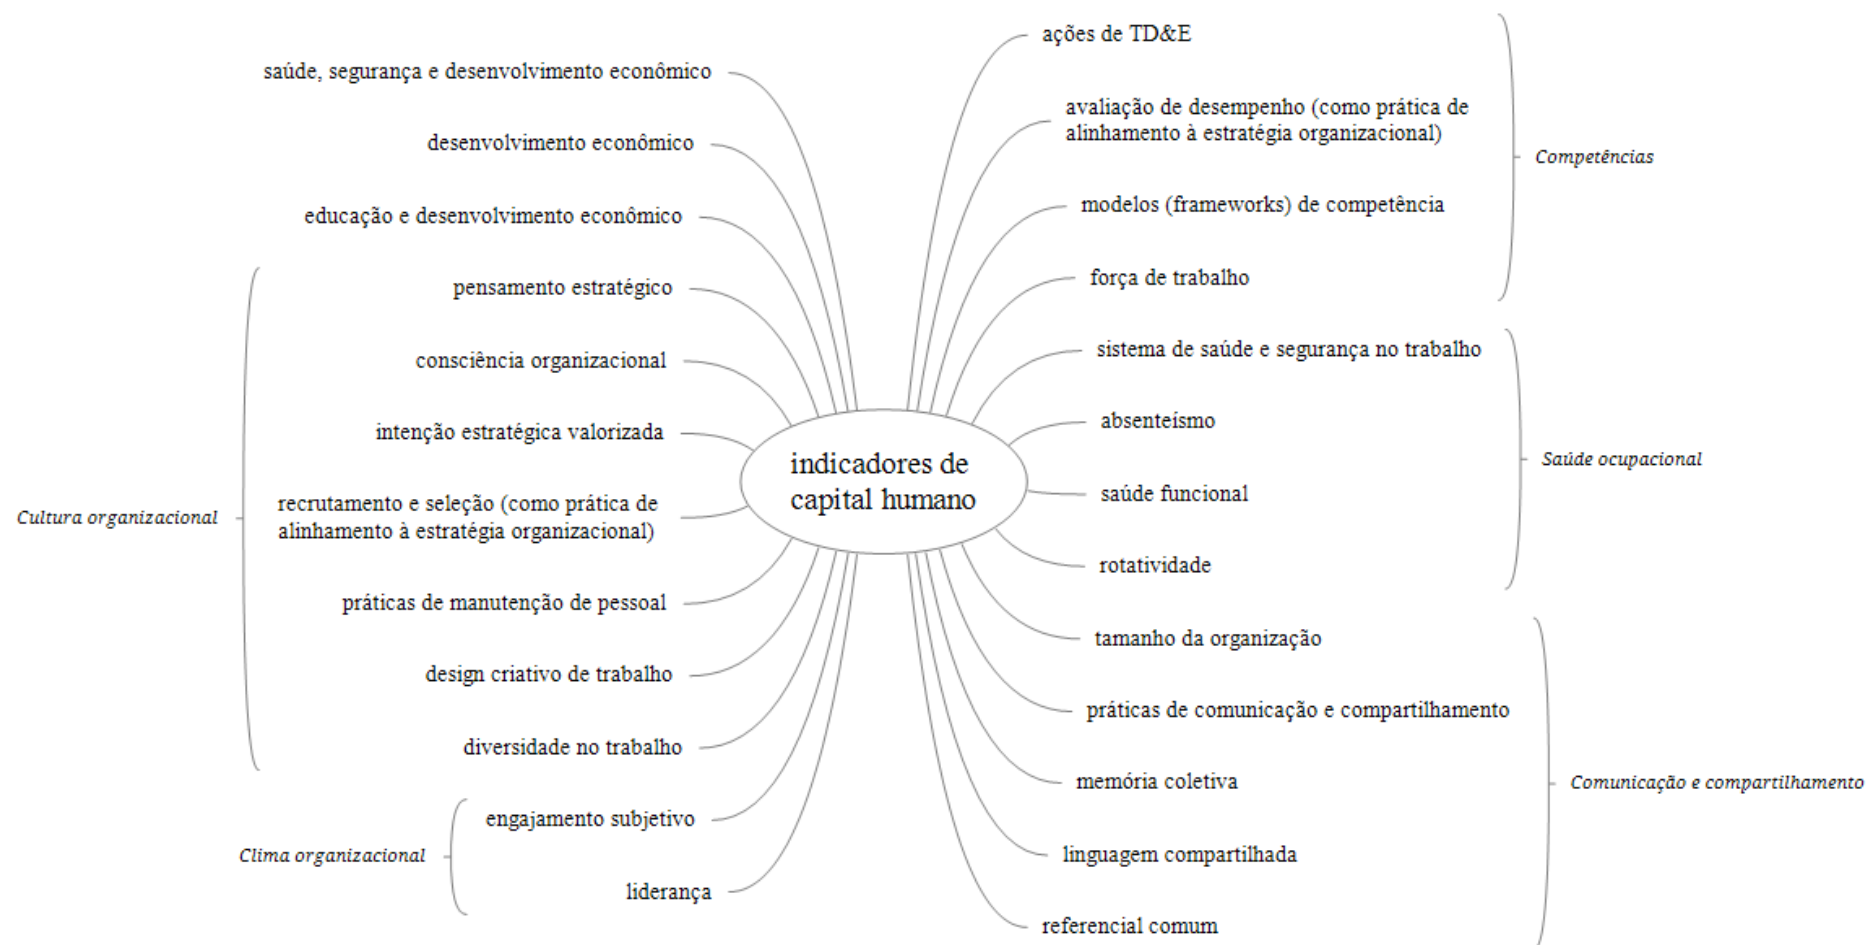 saúde, segurança e desenvolvimento econômico
desenvolvimento econômico
educação e desenvolvimento econômico
pensamento estratégico
consciência organizacional
intenção estratégica valorizada
recrutamento e seleção (como prática de
alinhamento à estratégia organizacional)
práticas de manutenção de pessoal
design criativo de trabalho
diversidade no trabalho
Cultura organizacional
engajamento subjetivo
liderança
Clima organizacional
indicadores de
capital humano
ações de TD&E
avaliação de desempenho (como prática de
alinhamento à estratégia organizacional)
modelos (frameworks) de competência
força de trabalho
Competências
sistema de saúde e segurança no trabalho
absenteísmo
saúde funcional
rotatividade
Saúde ocupacional
tamanho da organização
práticas de comunicação e compartilhamento
memória coletiva
linguagem compartilhada
referencial comum
Comunicação e compartilhamento